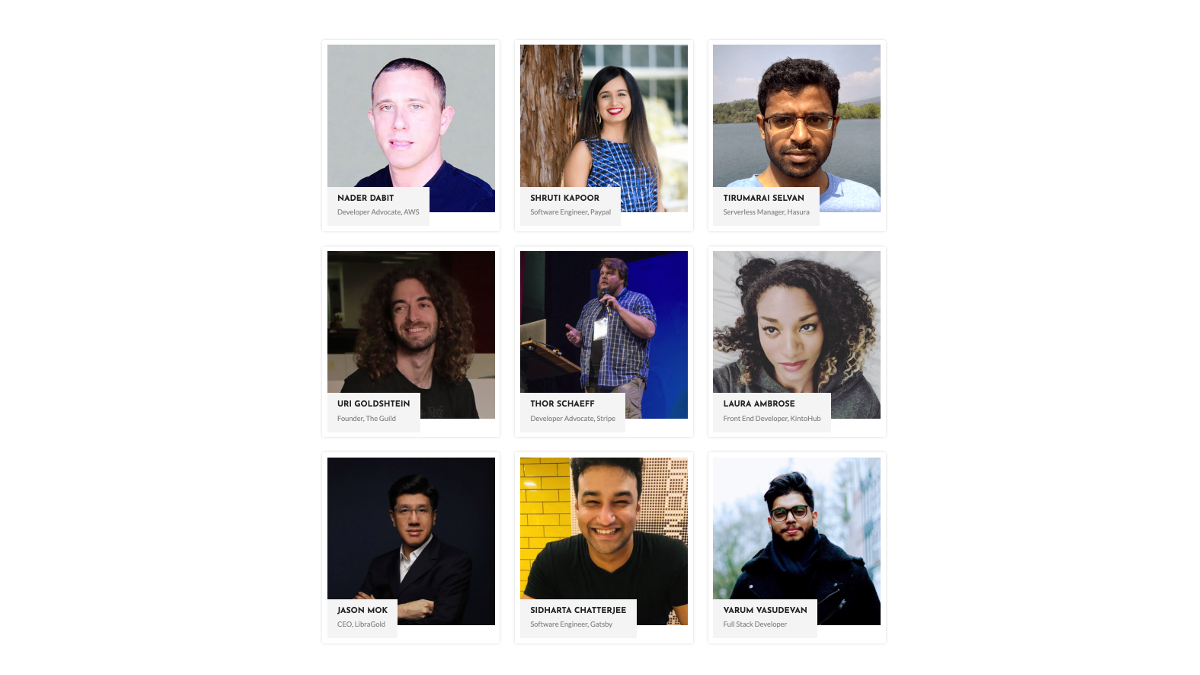 NADER DABIT
Developer Advocate, AWS
SHRUTI KAPOOR
Software Engineer, Paypal
TIRUMARAI SELVAN
Serverless Manager, Hasura
URI GOLDSHTEIN
Founder, The Guild
THOR SCHAEFF
Developer Advocate, Stripe
LAURA AMBROSE
Front End Developer, KintoHub
JASON MOK
CEO, LibraGold
SIDHARTA CHATTERJEE
Software Engineer, Gatsby
VARUM VASUDEVAN
Full Stack Developer